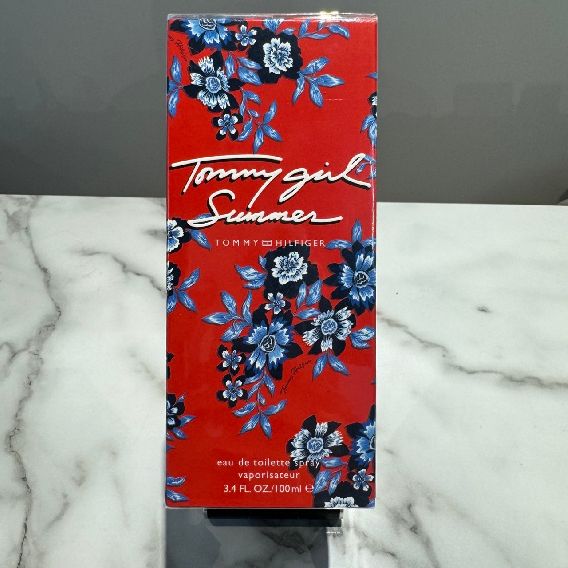 Tommy girl
Summer
TOMMY HILFIGER
eau de toilette spray
vaporisateur
3.4 FL. OZ./100ml ℮